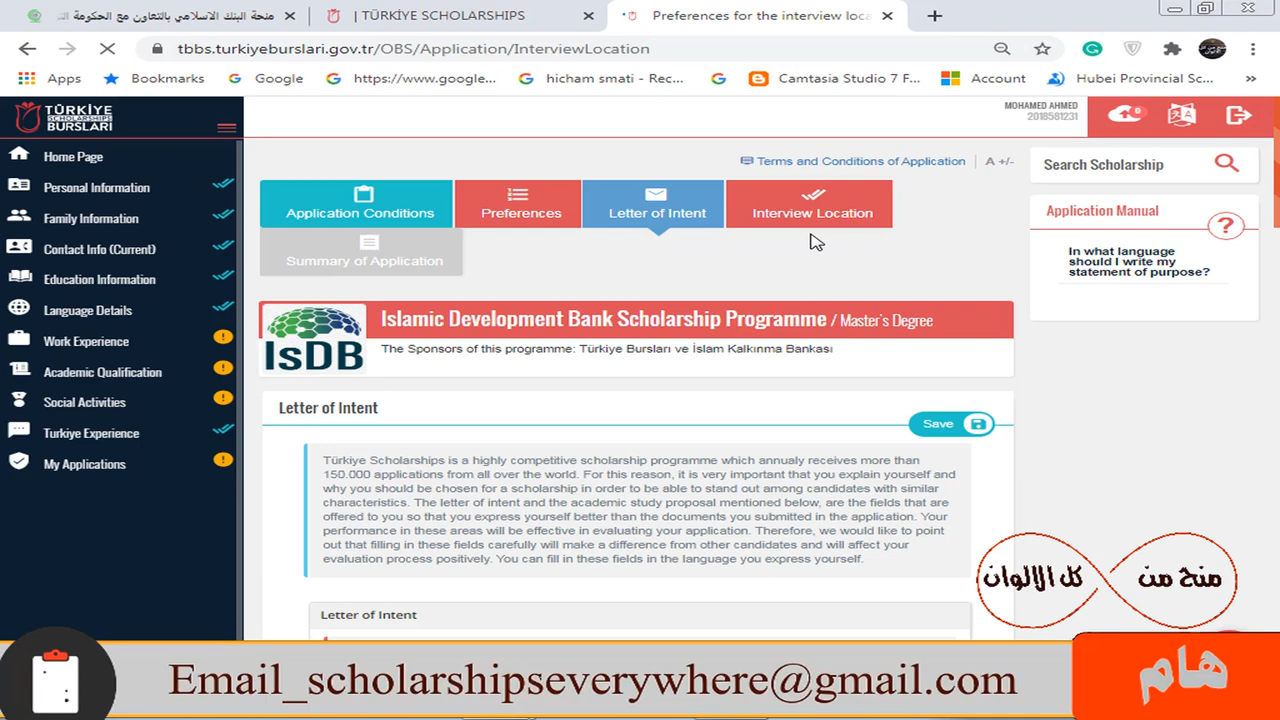 منحة البنك الاسلامي بالتعاون مع الحكومة الت
| TÜRKİYE SCHOLARSHIPS
Preferences for the interview loca
tbbs.turkiyeburslari.gov.tr/OBS/Application/InterviewLocation
Apps
Bookmarks
Google
https://www.google...
hicham smati - Rec...
Camtasia Studio 7 F...
Account
Hubei Provincial Sc...
»
TÜRKİYE
SCHOLARSHIPS
BURSLARI
MOHAMED AHMED
2018581231
0
Home Page
Personal Information
Family Information
Contact Info (Current)
Education Information
Language Details
Work Experience
Academic Qualification
Social Activities
Turkiye Experience
My Applications
Terms and Conditions of Application
A +/-
Application Conditions
Preferences
Letter of Intent
Interview Location
Summary of Application
Search Scholarship
Application Manual
?
In what language
should I write my
statement of purpose?
IsDB
Islamic Development Bank Scholarship Programme / Master's Degree
The Sponsors of this programme: Türkiye Bursları ve İslam Kalkınma Bankası
Letter of Intent
Save
Türkiye Scholarships is a highly competitive scholarship programme which annualy receives more than
150.000 applications from all over the world. For this reason, it is very important that you explain yourself and
why you should be chosen for a scholarship in order to be able to stand out among candidates with similar
characteristics. The letter of intent and the academic study proposal mentioned below, are the fields that are
offered to you so that you express yourself better than the documents you submitted in the application. Your
performance in these areas will be effective in evaluating your application. Therefore, we would like to point
out that filling in these fields carefully will make a difference from other candidates and will affect your
evaluation process positively. You can fill in these fields in the language you express yourself.
Letter of Intent
منح من كل الالوان
Email_scholarshipseverywhere@gmail.com
هام